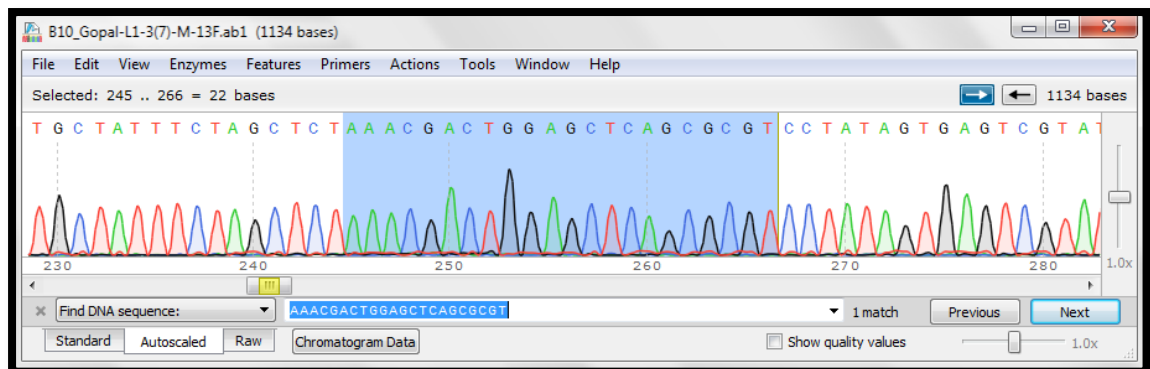 B10_Gopal-L1-3(7)-M-13F.ab1 (1134 bases)
File Edit View Enzymes Features Primers Actions Tools Window Help
Selected: 245 .. 266 = 22 bases 1134 bases
T G C T A T T T C T A G C T C T A A A C G A C T G G A G C T C A G C G C G T C C T A T A G T G A G T C G T A T
230 240 250 260 270 280 1.0x
Find DNA sequence: AAACGACTGGAGCTCAGCGCGT 1 match Previous Next
Standard Autoscaled Raw Chromatogram Data Show quality values 1.0x